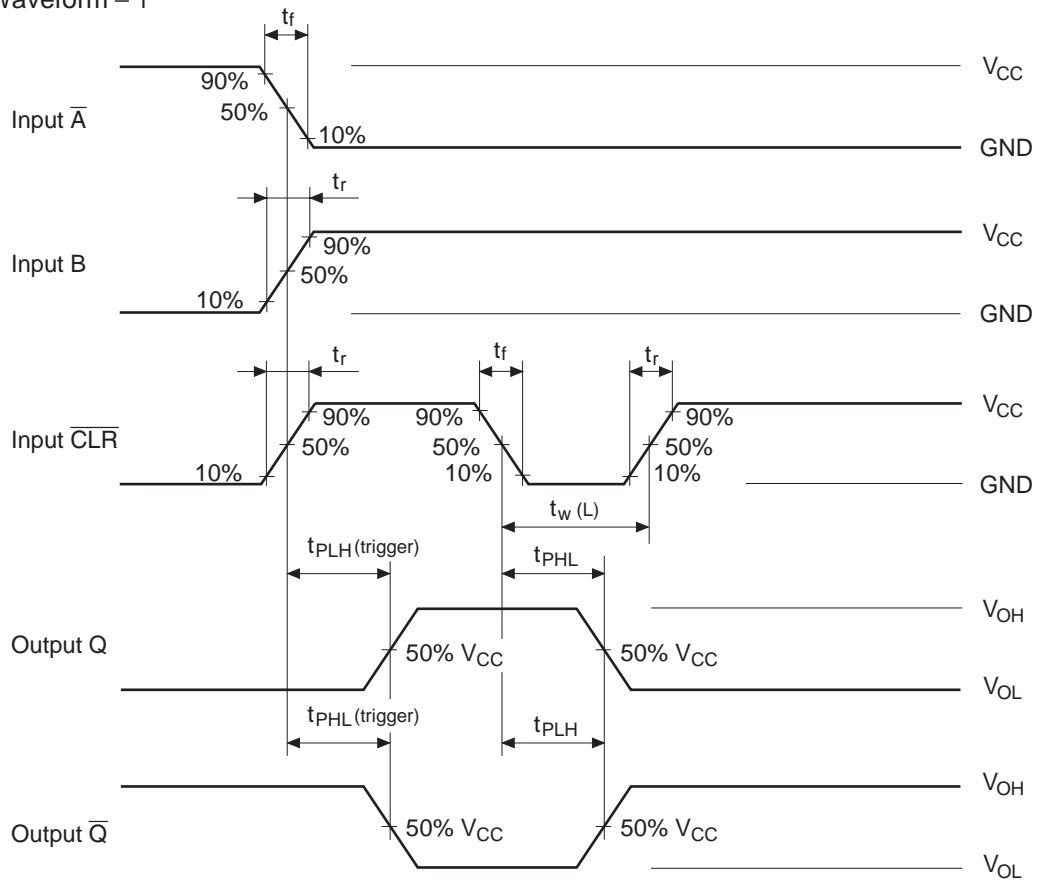 Waveform – 1
tf
90%
VCC
50%
Input A̅
10%
GND
tr
VCC
90%
Input B
50%
10%
GND
tr
tf
tr
VCC
90%
90%
90%
Input C̅L̅R̅
50%
50%
50%
10%
10%
10%
GND
tw (L)
tPLH (trigger)
tPHL
VOH
Output Q
50% VCC
50% VCC
VOL
tPHL (trigger)
tPLH
VOH
Output Q̅
50% VCC
50% VCC
VOL